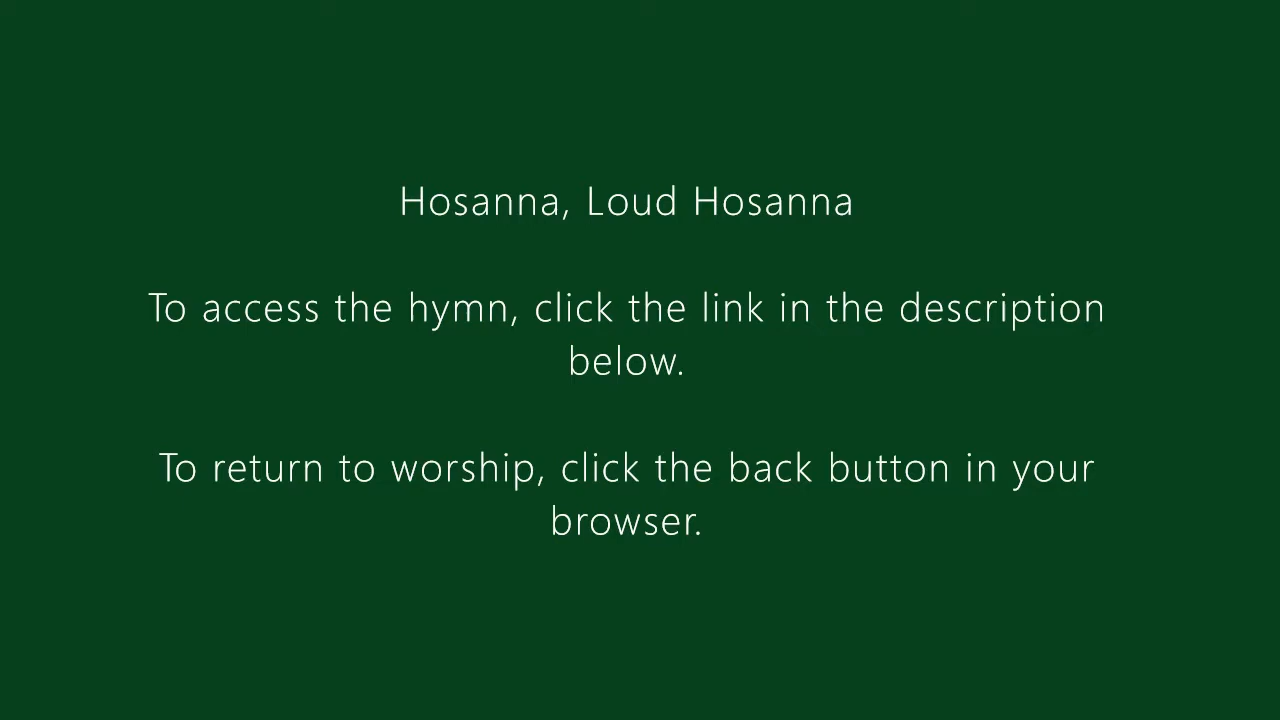 Hosanna, Loud Hosanna
To access the hymn, click the link in the description
below.
To return to worship, click the back button in your
browser.